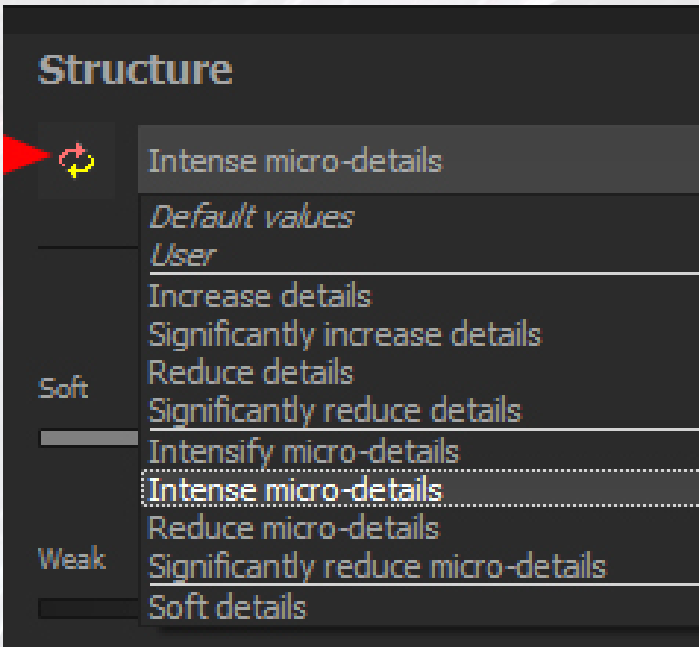 Structure
Intense micro-details
Default values
User
Increase details
Significantly increase details
Reduce details
Soft
Significantly reduce details
Intensify micro-details
Intense micro-details
Reduce micro-details
Weak
Significantly reduce micro-details
Soft details